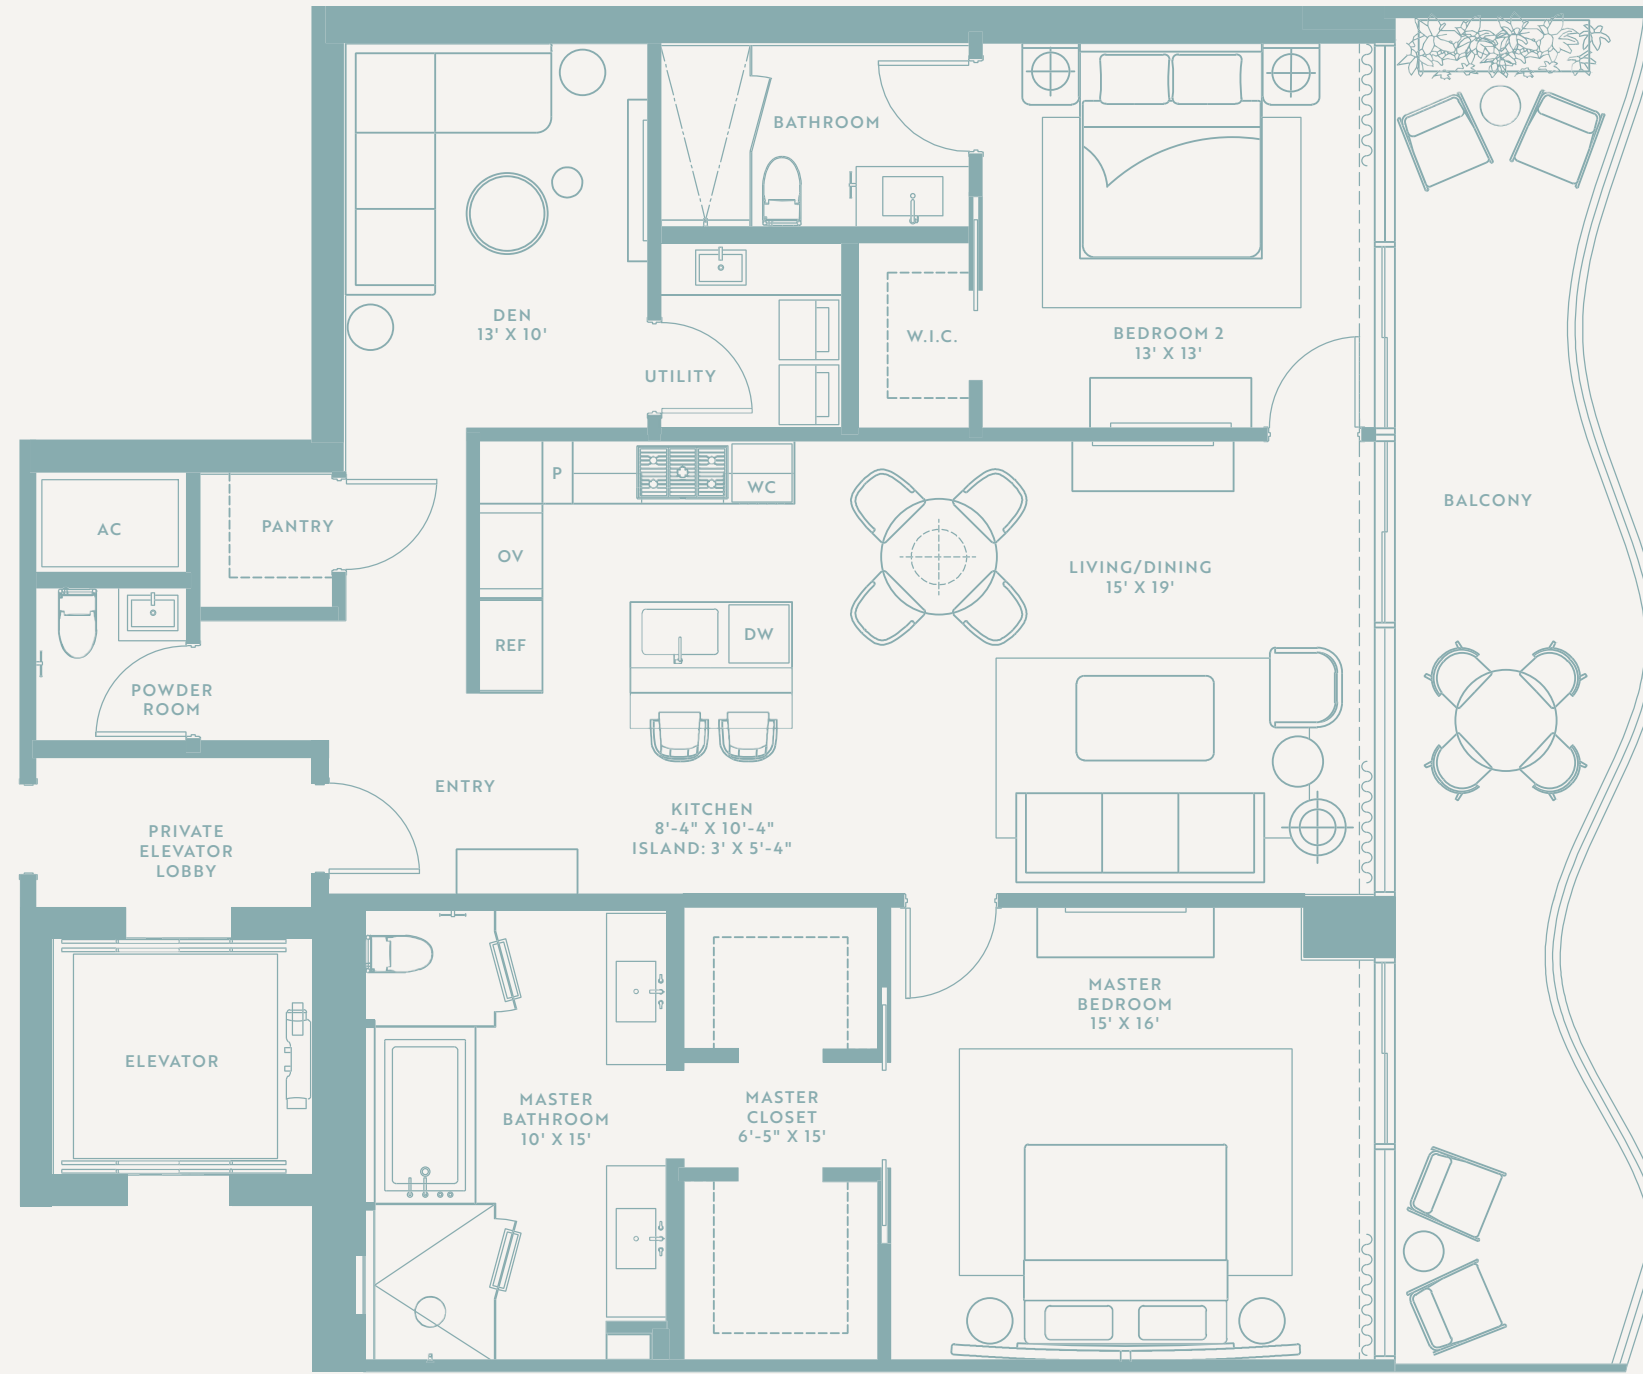 BATHROOM
DEN
13' X 10'
UTILITY
W.I.C.
BEDROOM 2
13' X 13'
P
WC
OV
REF
DW
AC
PANTRY
BALCONY
LIVING/DINING
15' X 19'
POWDER
ROOM
ENTRY
KITCHEN
8'-4" X 10'-4"
ISLAND: 3' X 5'-4"
PRIVATE
ELEVATOR
LOBBY
ELEVATOR
MASTER
BATHROOM
10' X 15'
MASTER
CLOSET
6'-5" X 15'
MASTER
BEDROOM
15' X 16'